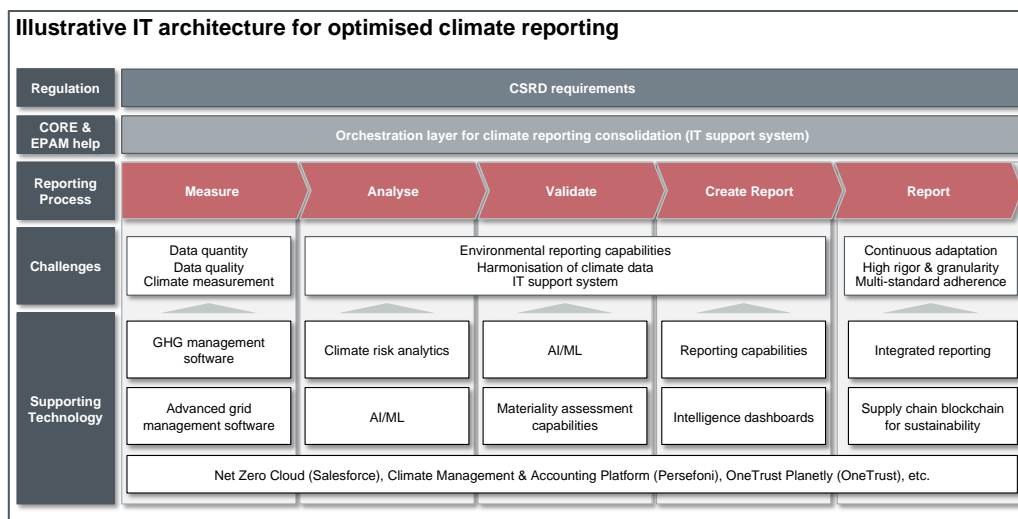 Illustrative IT architecture for optimised climate reporting
Regulation
CSRD requirements
CORE &
EPAM help
Orchestration layer for climate reporting consolidation (IT support system)
Reporting
Process
Measure
Analyse
Validate
Create Report
Report
Challenges
Data quantity
Data quality
Climate measurement
Environmental reporting capabilities
Harmonisation of climate data
IT support system
Continuous adaptation
High rigor & granularity
Multi-standard adherence
Supporting
Technology
GHG management
software
Climate risk analytics
AI/ML
Reporting capabilities
Integrated reporting
Advanced grid
management software
AI/ML
Materiality assessment
capabilities
Intelligence dashboards
Supply chain blockchain
for sustainability
Net Zero Cloud (Salesforce), Climate Management & Accounting Platform (Persefoni), OneTrust Planetly (OneTrust), etc.